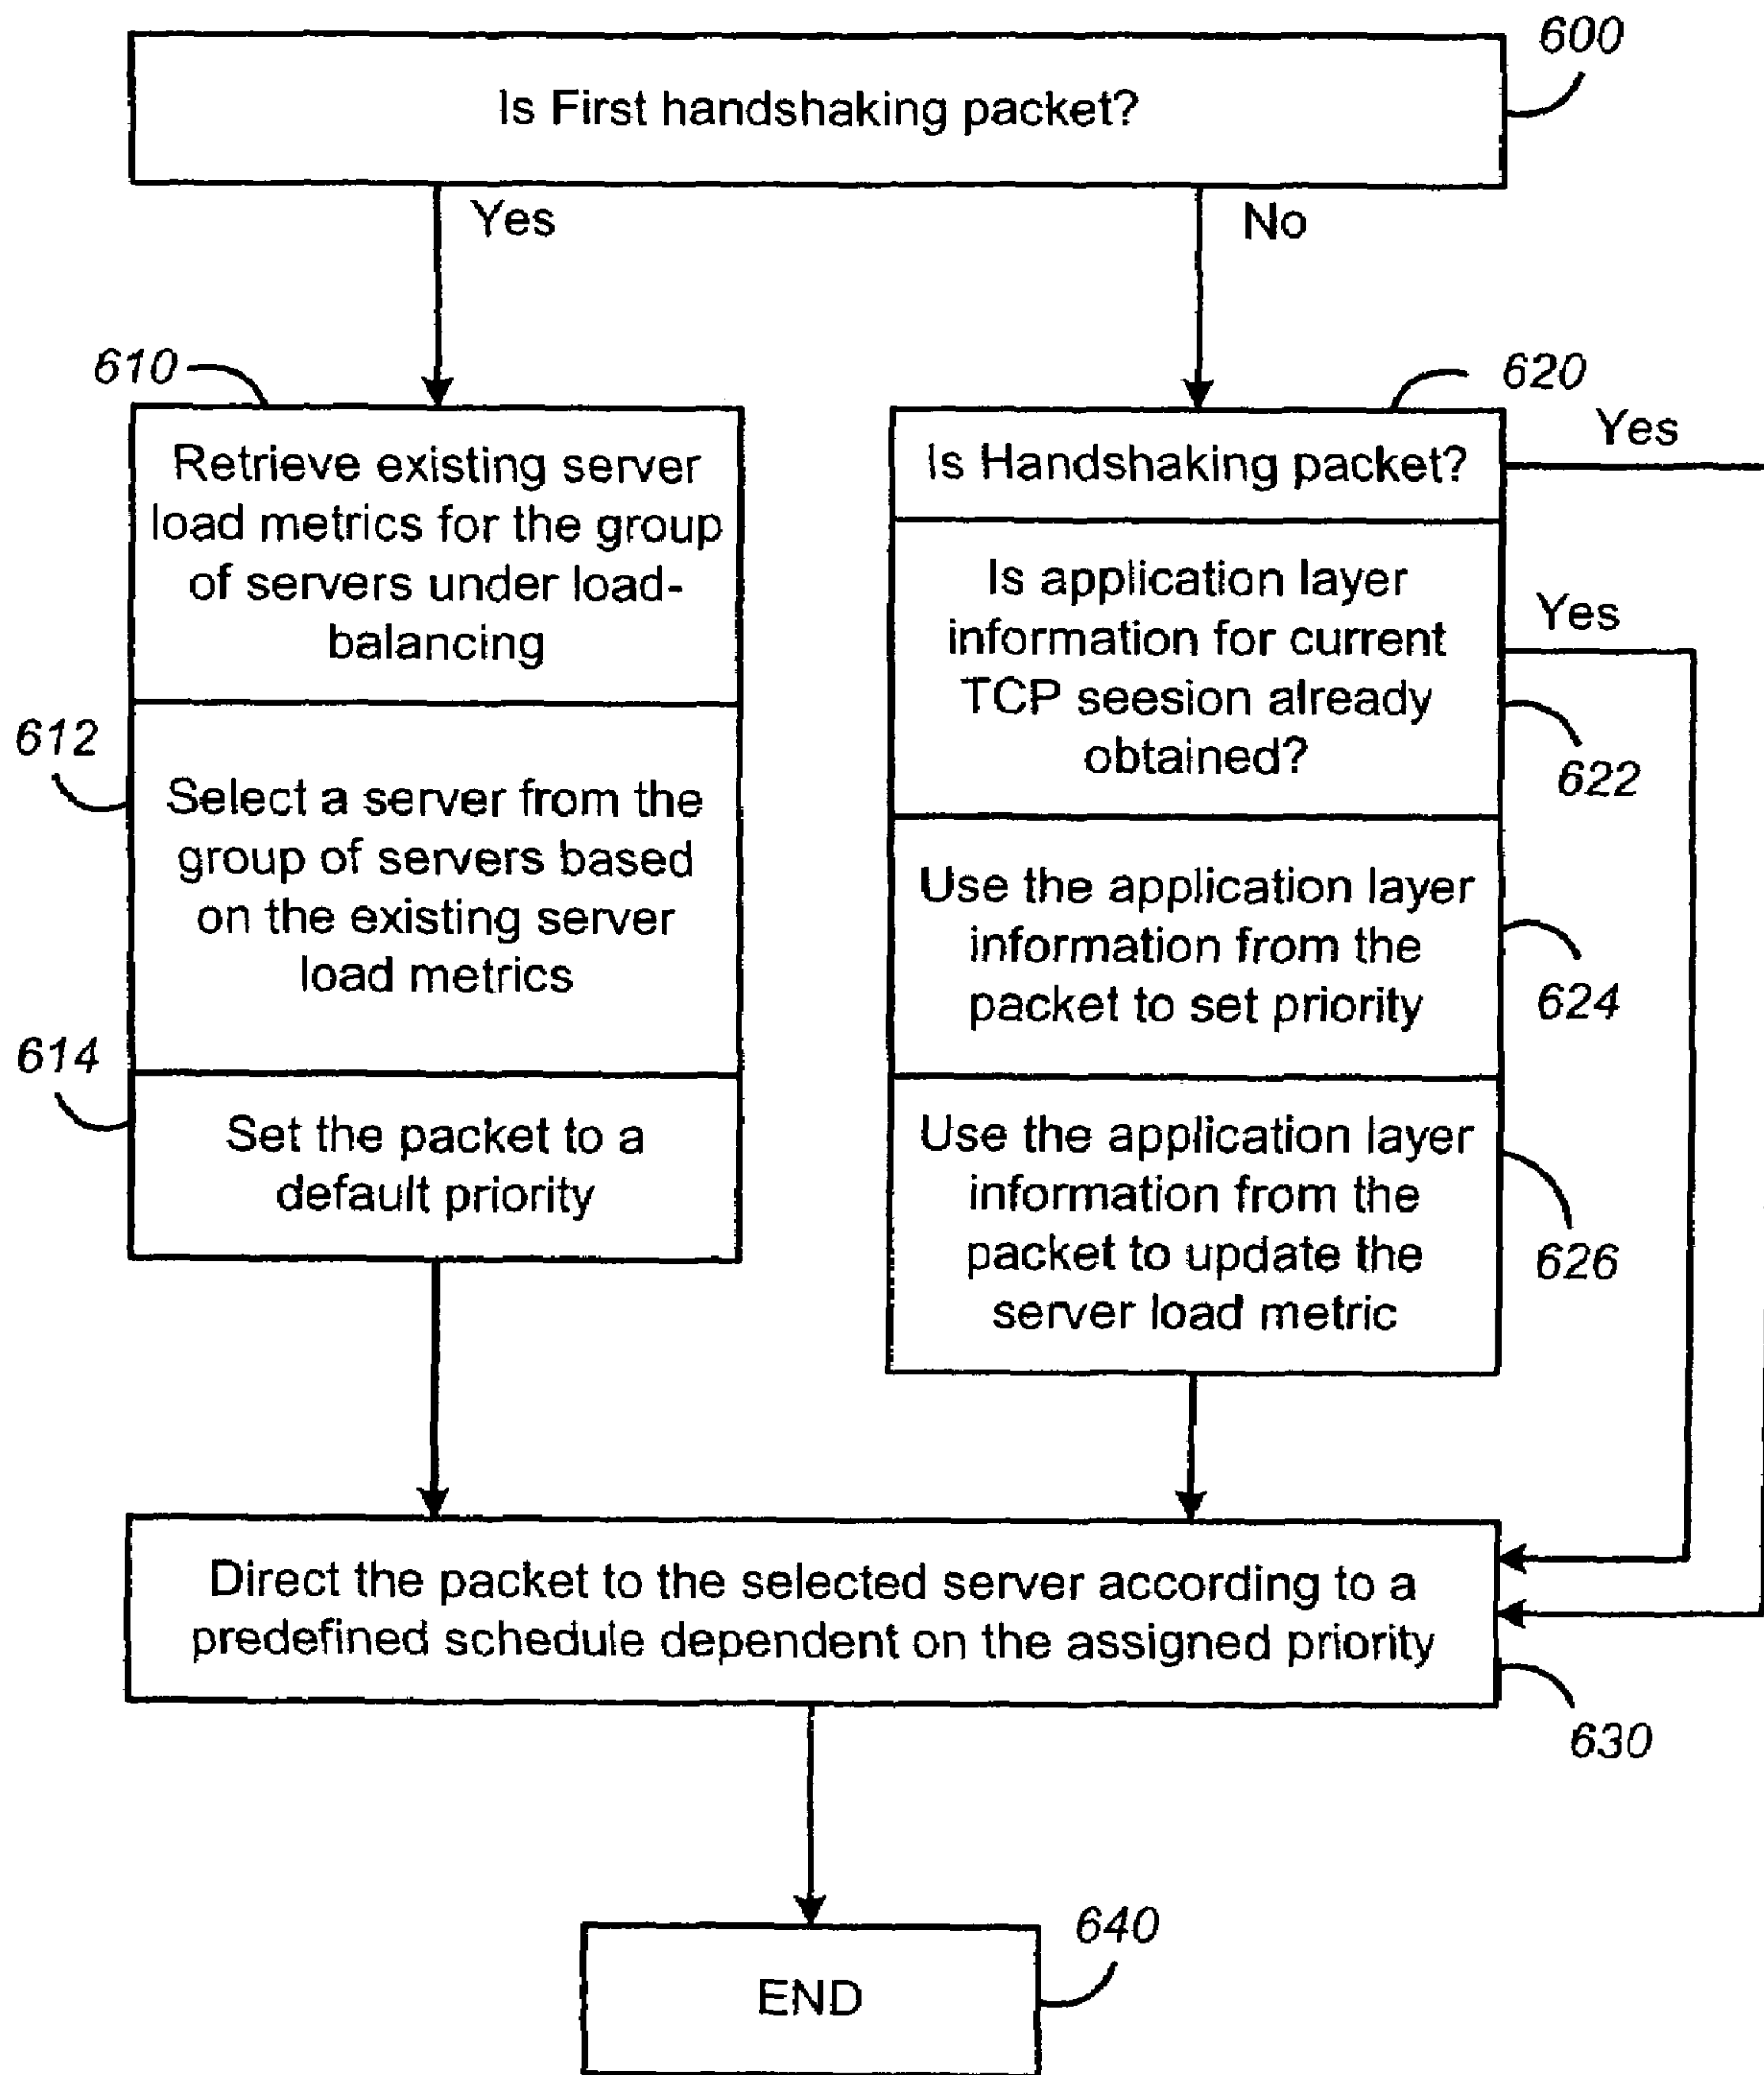 600
Is First handshaking packet?
Yes
No
610
Retrieve existing server
load metrics for the group
of servers under load-
balancing
612
Select a server from the
group of servers based
on the existing server
load metrics
614
Set the packet to a
default priority
620
Is Handshaking packet?
Yes
Is application layer
information for current
TCP seesion already
obtained?
Yes
622
Use the application layer
information from the
packet to set priority
624
Use the application layer
information from the
packet to update the
server load metric
626
Direct the packet to the selected server according to a
predefined schedule dependent on the assigned priority
630
END
640